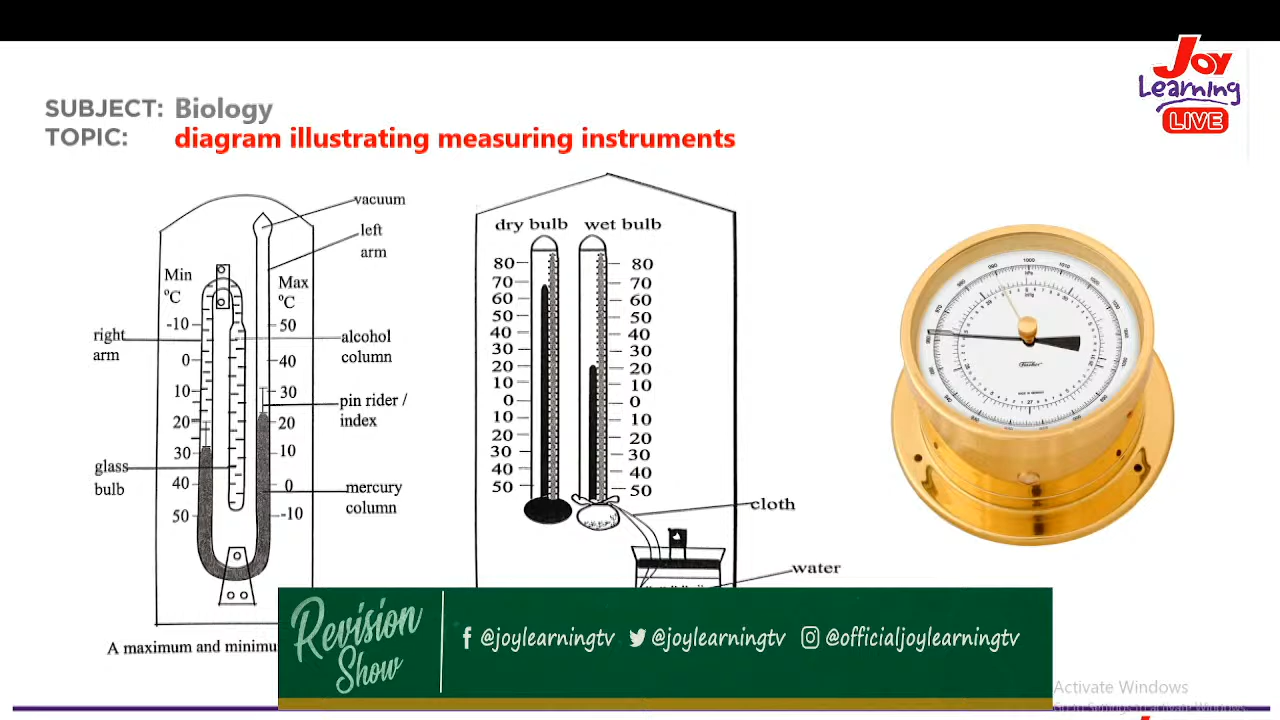 Joy
Learning
LIVE
SUBJECT: Biology
TOPIC: diagram illustrating measuring instruments
vacuum
left
arm
Min
°C
Max
°C
-10
0
10
20
30
40
50
50
40
30
20
10
0
-10
right
arm
glass
bulb
alcohol
column
pin rider /
index
mercury
column
A maximum and minimu
dry bulb
wet bulb
80
70
60
50
40
30
20
10
0
10
20
30
40
50
80
70
60
50
40
30
20
10
0
10
20
30
40
50
cloth
water
1000
1010
hPa
Fischer
Revision
Show
@joylearningtv
@joylearningtv
@officialjoylearningtv
Activate Windows